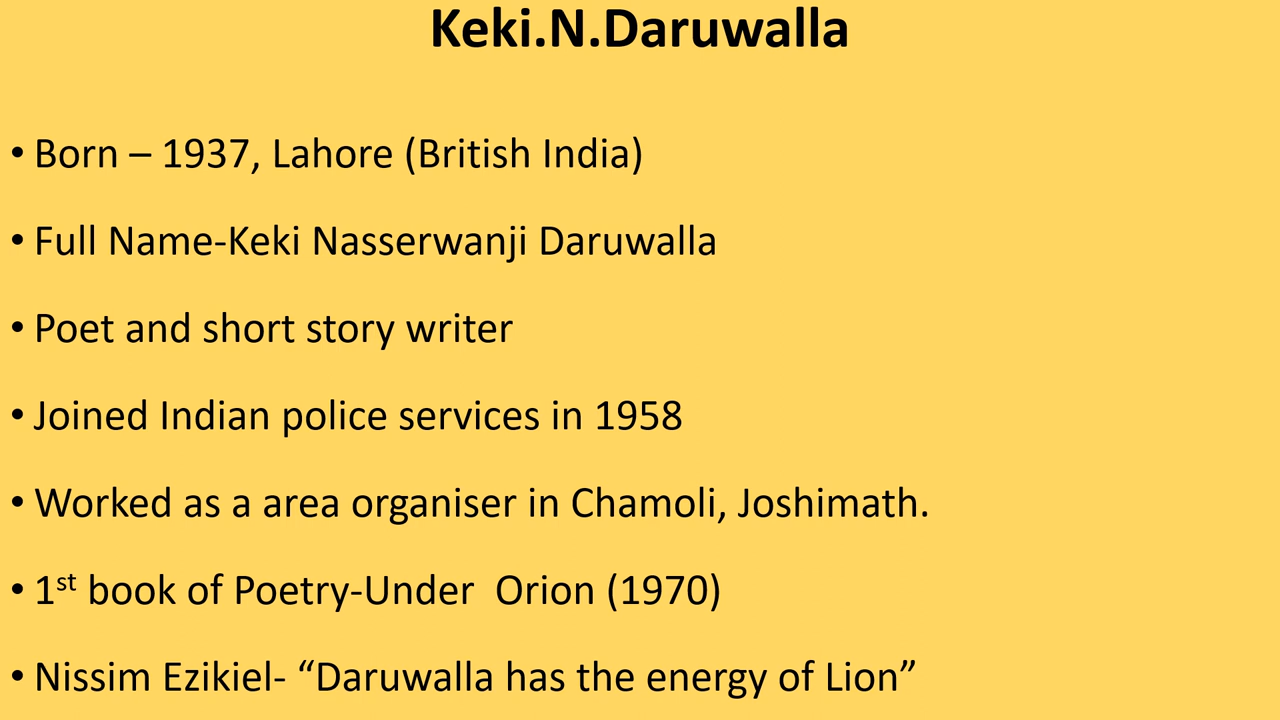 Keki.N.Daruwalla
• Born – 1937, Lahore (British India)
• Full Name-Keki Nasserwanji Daruwalla
• Poet and short story writer
• Joined Indian police services in 1958
• Worked as a area organiser in Chamoli, Joshimath.
• 1st book of Poetry-Under  Orion (1970)
• Nissim Ezikiel- “Daruwalla has the energy of Lion”